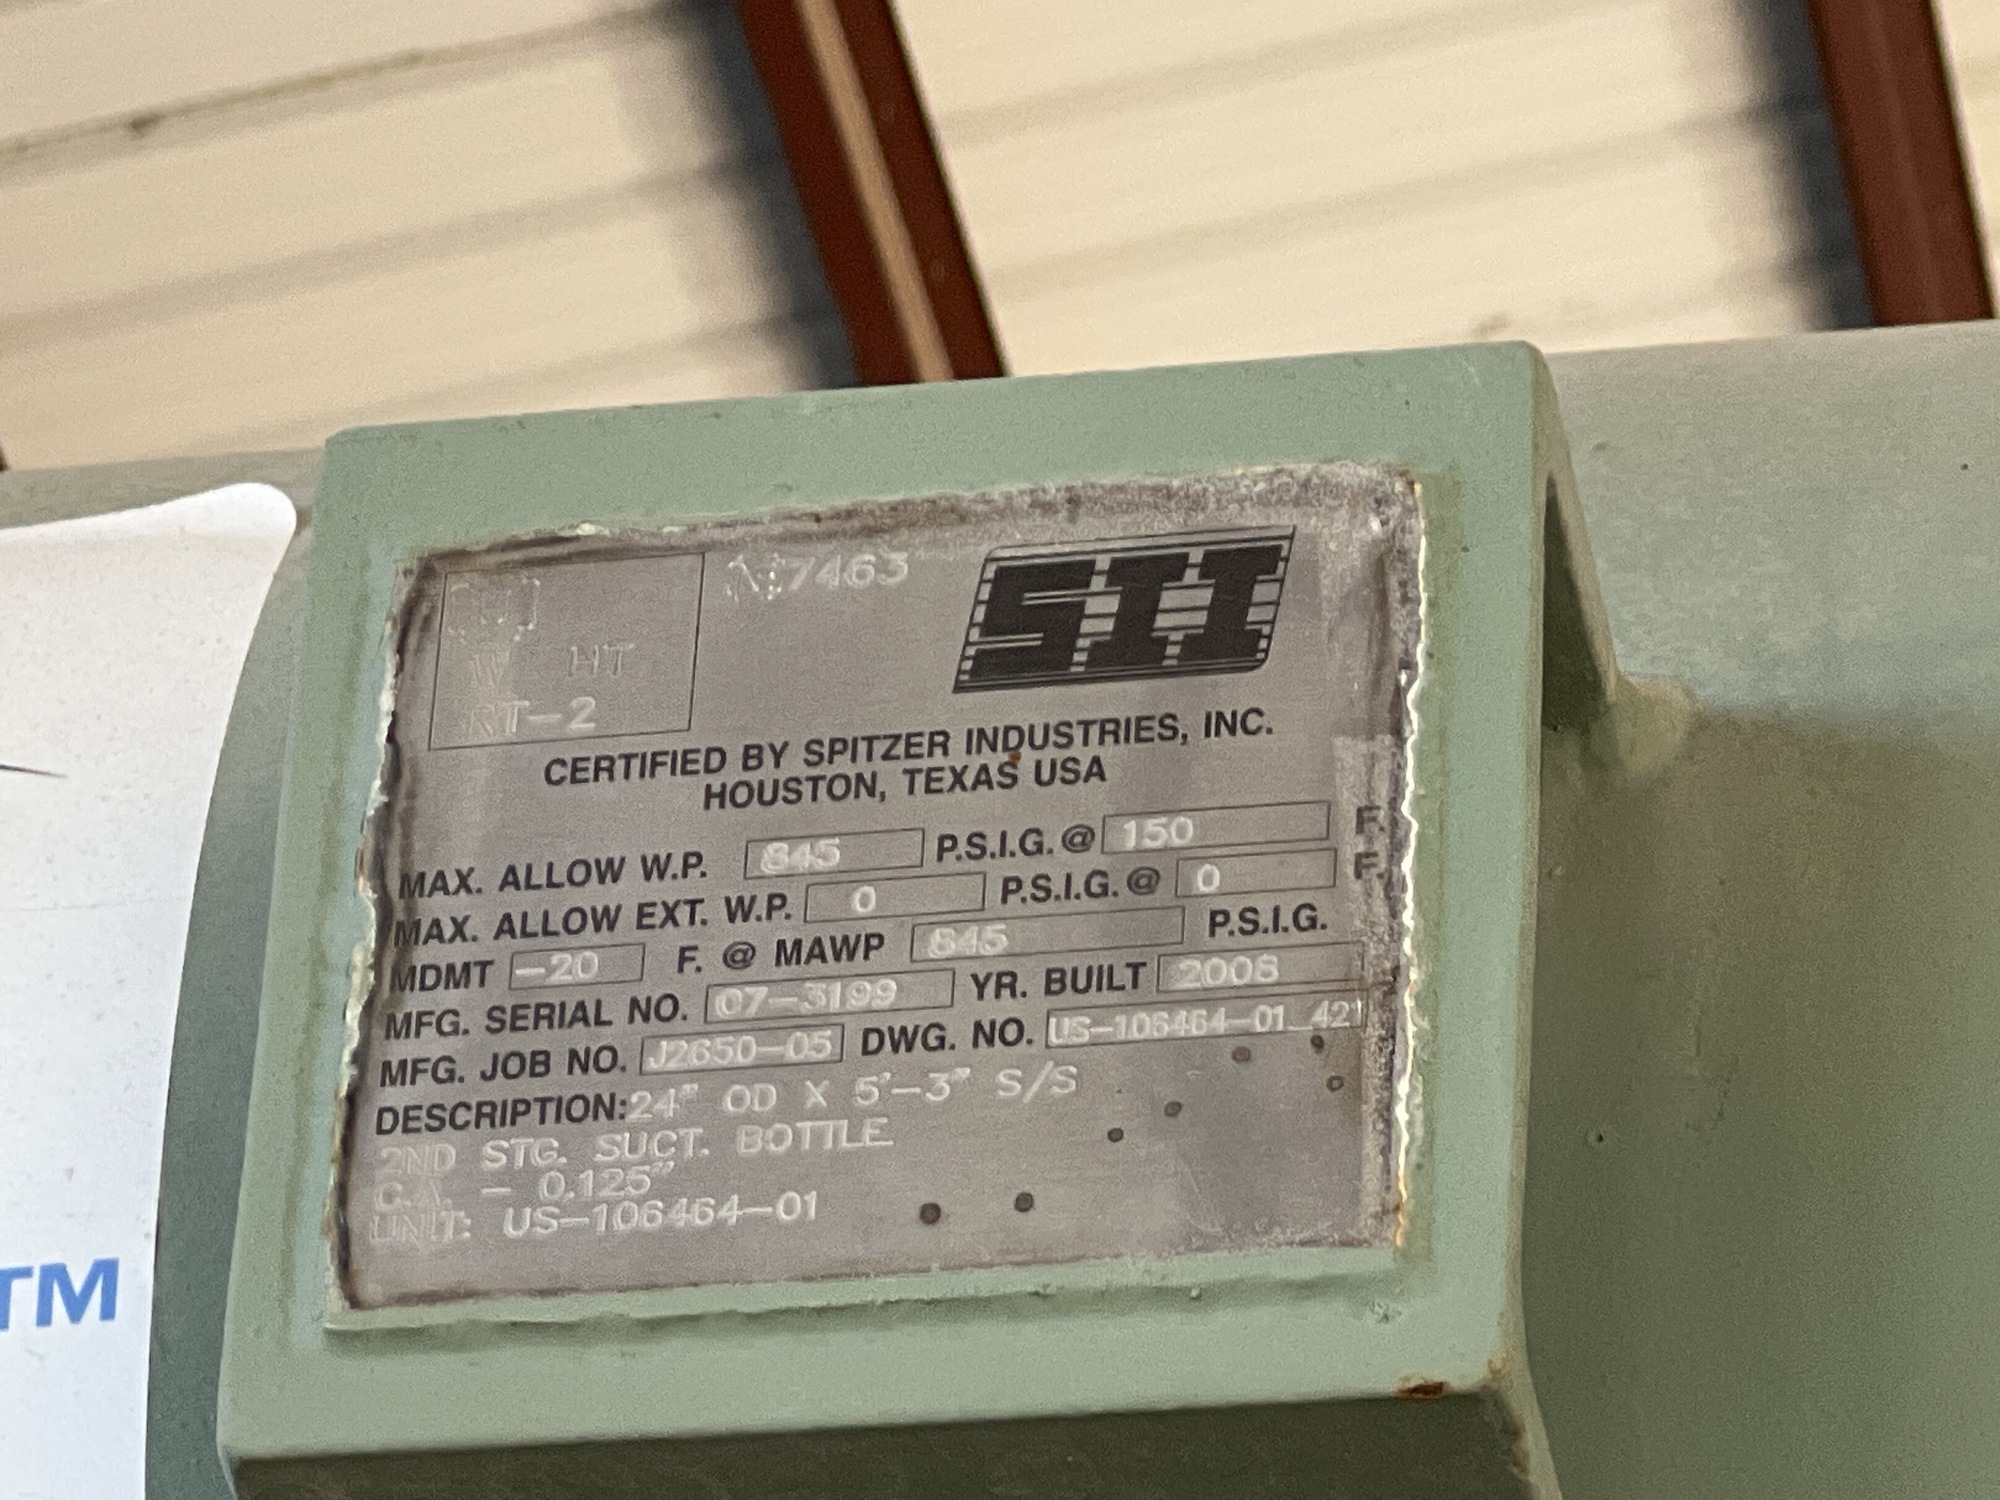 7463
SII
W HT
RT-2
CERTIFIED BY SPITZER INDUSTRIES, INC.
HOUSTON, TEXAS USA
MAX. ALLOW W.P. 845 P.S.I.G. @ 150 F.
MAX. ALLOW EXT. W.P. 0 P.S.I.G. @ 0 F.
MDMT -20 F. @ MAWP 845 P.S.I.G.
MFG. SERIAL NO. 07-3199 YR. BUILT 2008
MFG. JOB NO. J2650-05 DWG. NO. US-106464-01_421
DESCRIPTION: 24" OD X 5'-3" S/S
2ND STG. SUCT. BOTTLE
C.A. - 0.125"
UNIT: US-106464-01
TM